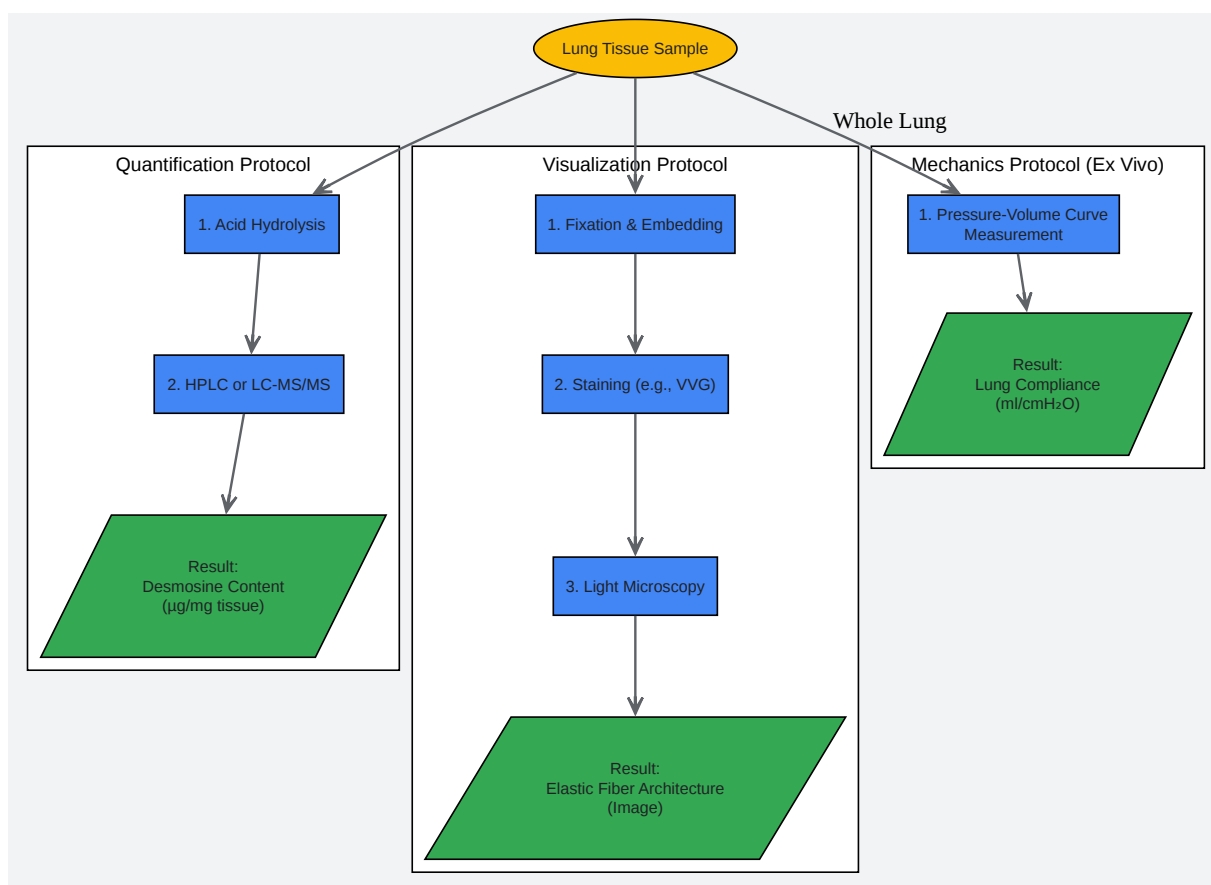 Lung Tissue Sample
Whole Lung
Quantification Protocol
1. Acid Hydrolysis
2. HPLC or LC-MS/MS
Result:
Desmosine Content
(µg/mg tissue)
Visualization Protocol
1. Fixation & Embedding
2. Staining (e.g., VVG)
3. Light Microscopy
Result:
Elastic Fiber Architecture
(Image)
Mechanics Protocol (Ex Vivo)
1. Pressure-Volume Curve
Measurement
Result:
Lung Compliance
(ml/cmH₂O)